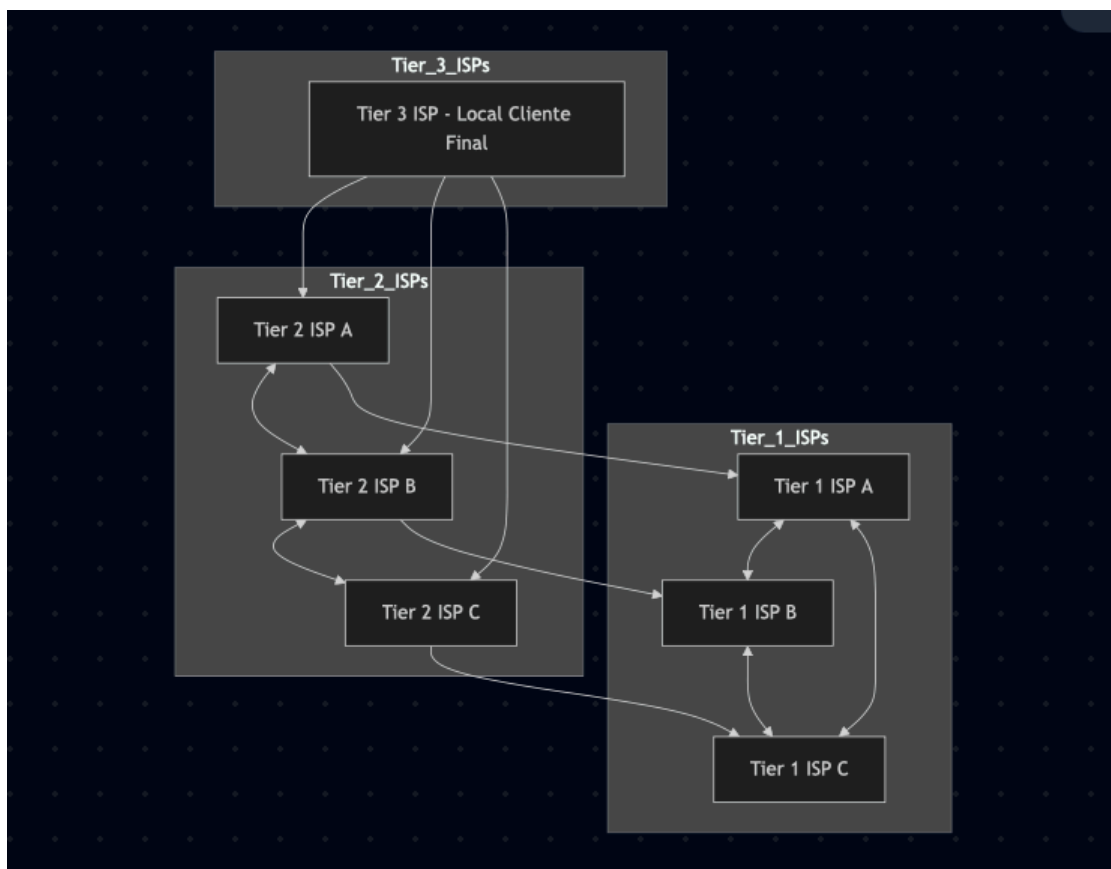 Tier_3_ISPs
Tier 3 ISP - Local Cliente
Final
Tier_2_ISPs
Tier 2 ISP A
Tier_1_ISPs
Tier 2 ISP B
Tier 1 ISP A
Tier 2 ISP C
Tier 1 ISP B
Tier 1 ISP C